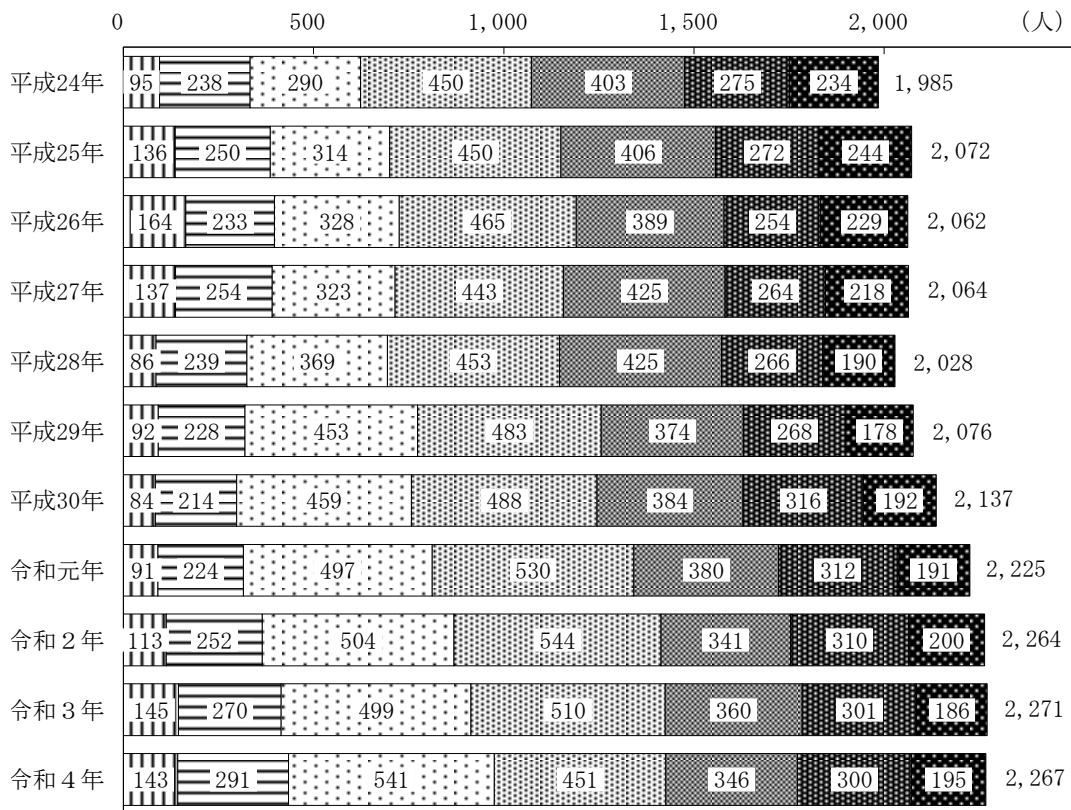 0 500 1,000 1,500 2,000 (人)
平成24年 95 238 290 450 403 275 234 1,985
平成25年 136 250 314 450 406 272 244 2,072
平成26年 164 233 328 465 389 254 229 2,062
平成27年 137 254 323 443 425 264 218 2,064
平成28年 86 239 369 453 425 266 190 2,028
平成29年 92 228 453 483 374 268 178 2,076
平成30年 84 214 459 488 384 316 192 2,137
令和元年 91 224 497 530 380 312 191 2,225
令和２年 113 252 504 544 341 310 200 2,264
令和３年 145 270 499 510 360 301 186 2,271
令和４年 143 291 541 451 346 300 195 2,267